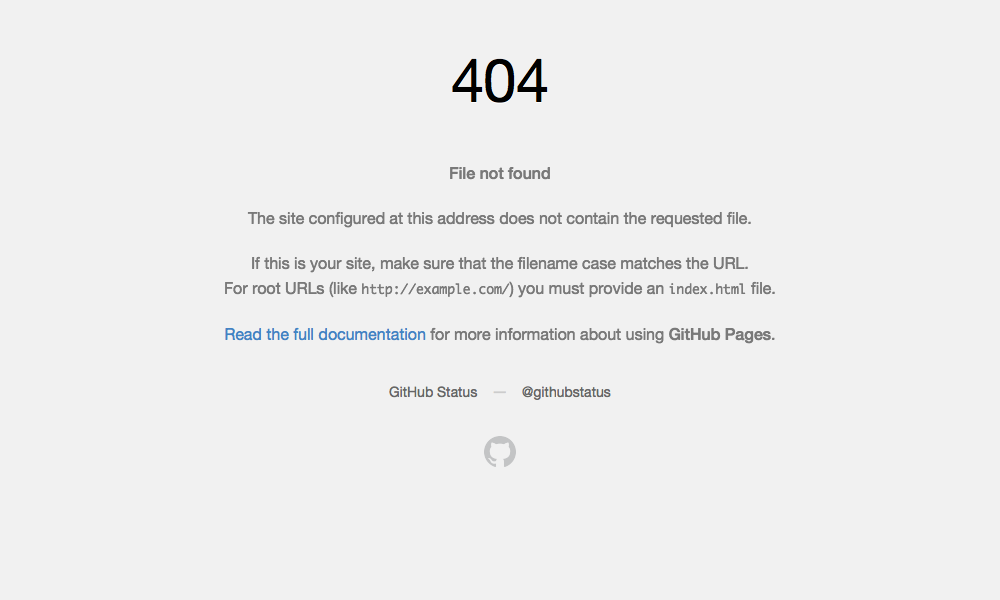 404
File not found
The site configured at this address does not contain the requested file.
If this is your site, make sure that the filename case matches the URL.
For root URLs (like http://example.com/) you must provide an index.html file.
Read the full documentation for more information about using GitHub Pages.
GitHub Status — @githubstatus